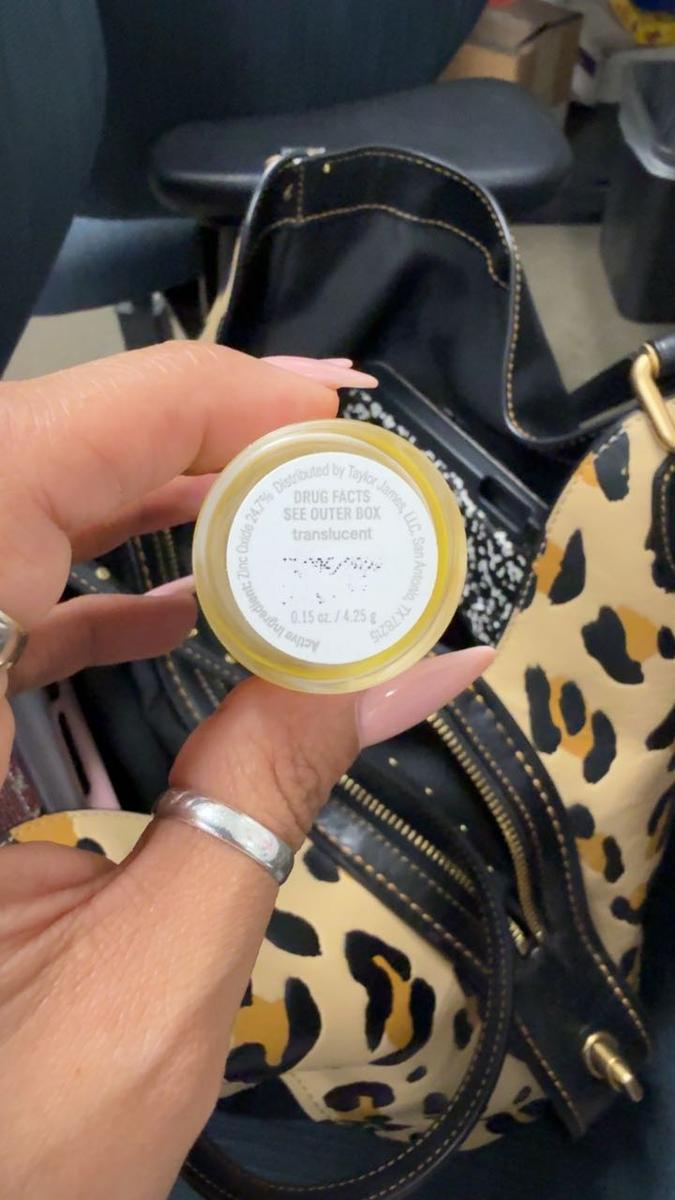 Active Ingredient: Zinc Oxide 24.7% Distributed by Taylor James, LLC. San Antonio, TX 78215
DRUG FACTS
SEE OUTER BOX
translucent
0.15 oz. / 4.25 g